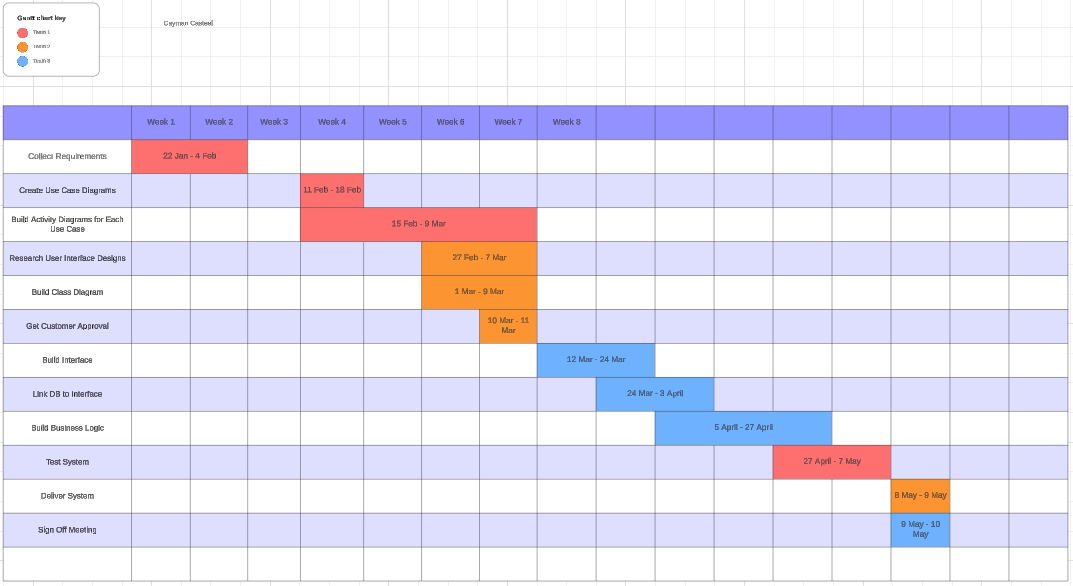 Gantt chart key
Team 1
Team 2
Team 3
Week 1 Week 2 Week 3 Week 4 Week 5 Week 6 Week 7 Week 8
Collect Requirements 22 Jan - 4 Feb
Create Use Case Diagrams 11 Feb - 18 Feb
Build Activity Diagrams for Each
Use Case
15 Feb - 9 Mar
Research User Interface Designs 27 Feb - 7 Mar
Build Class Diagram 1 Mar - 9 Mar
Get Customer Approval 10 Mar - 11
Mar
Build Interface 12 Mar - 24 Mar
Link DB to Interface 24 Mar - 3 April
Build Business Logic 5 April - 27 April
Test System 27 April - 7 May
Deliver System 8 May - 9 May
Sign Off Meeting 9 May - 10
May